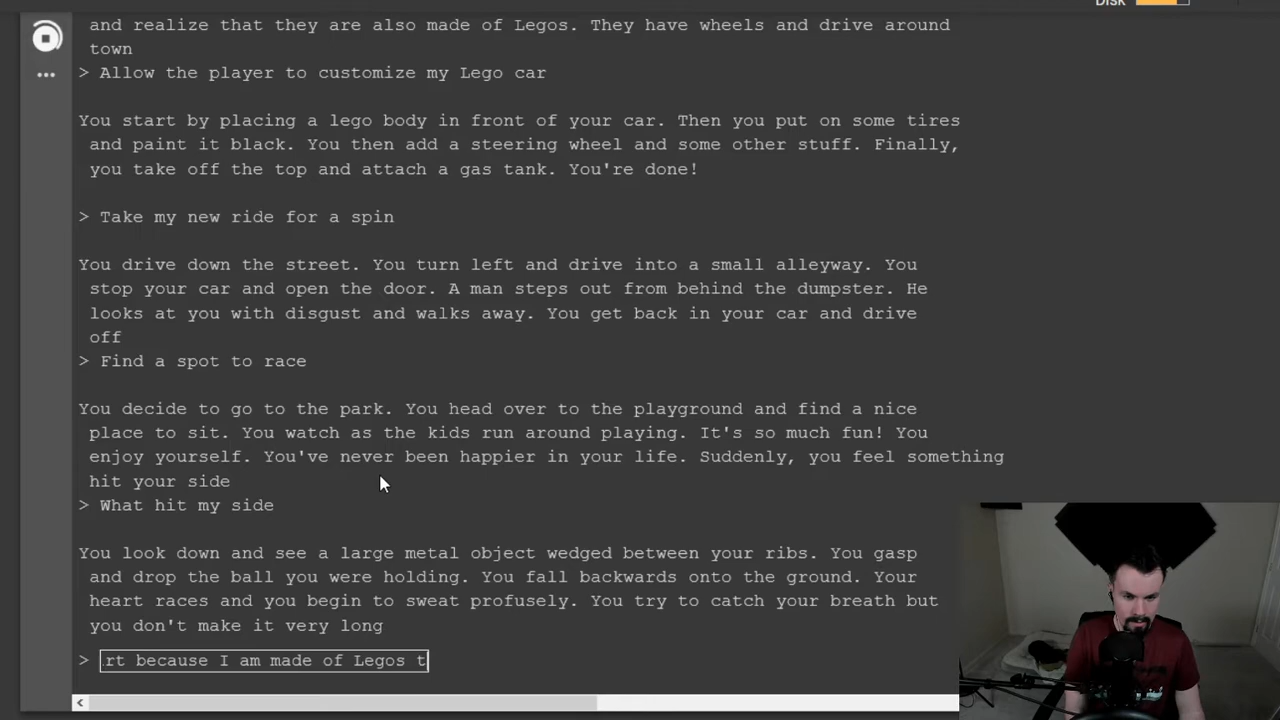 Disk
and realize that they are also made of Legos. They have wheels and drive around
town
> Allow the player to customize my Lego car
You start by placing a lego body in front of your car. Then you put on some tires
and paint it black. You then add a steering wheel and some other stuff. Finally,
you take off the top and attach a gas tank. You're done!
> Take my new ride for a spin
You drive down the street. You turn left and drive into a small alleyway. You
stop your car and open the door. A man steps out from behind the dumpster. He
looks at you with disgust and walks away. You get back in your car and drive
off
> Find a spot to race
You decide to go to the park. You head over to the playground and find a nice
place to sit. You watch as the kids run around playing. It's so much fun! You
enjoy yourself. You've never been happier in your life. Suddenly, you feel something
hit your side
> What hit my side
You look down and see a large metal object wedged between your ribs. You gasp
and drop the ball you were holding. You fall backwards onto the ground. Your
heart races and you begin to sweat profusely. You try to catch your breath but
you don't make it very long
> rt because I am made of Legos t